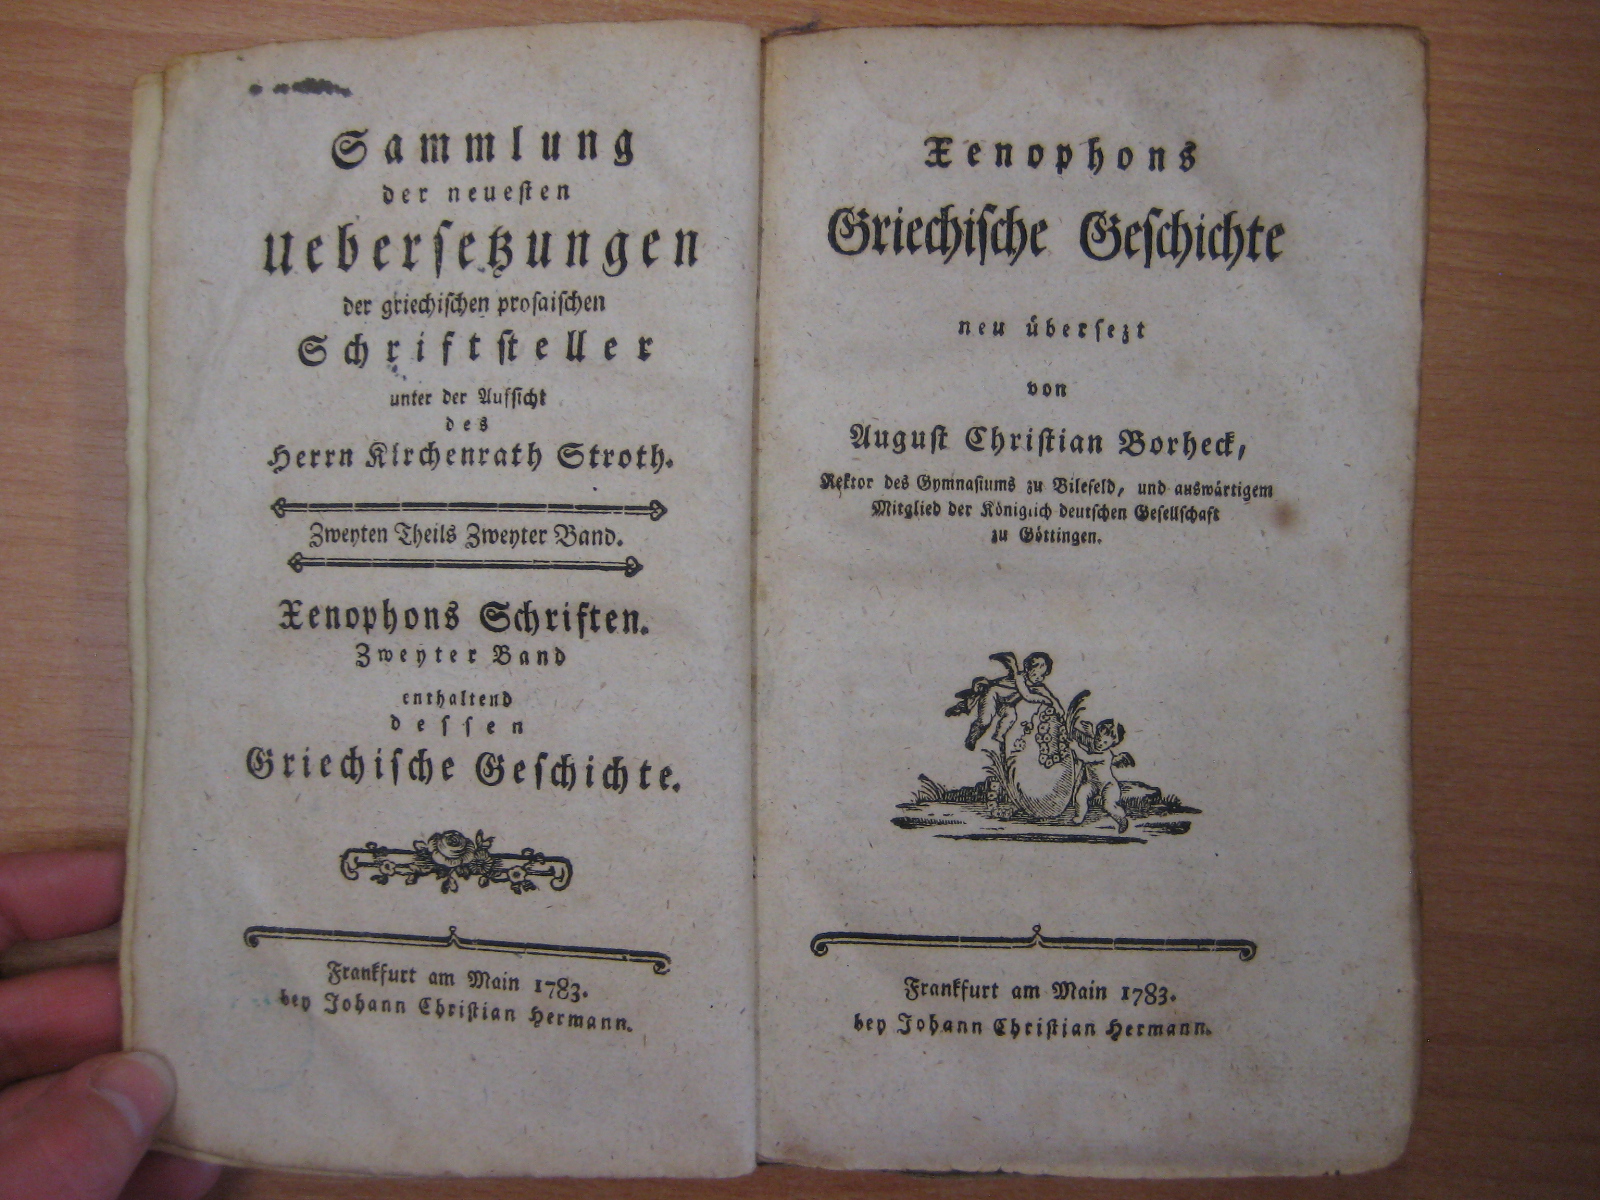 Sammlung
der neueſten
Ueberſetzungen
der griechiſchen proſaiſchen
Schriftſteller
unter der Aufſicht
des
Herrn Kirchenrath Stroth.
Zweyten Theils Zweyter Band.
Xenophons Schriften.
Zweyter Band
enthaltend
deſſen
Griechiſche Geſchichte.
Frankfurt am Main 1783.
bey Johann Chriſtian Hermann.
Xenophons
Griechiſche Geſchichte
neu überſezt
von
Auguſt Chriſtian Borheck,
Rektor des Gymnaſiums zu Bilefeld, und auswärtigem
Mitglied der Königlich deutſchen Geſellſchaft
zu Göttingen.
Frankfurt am Main 1783.
bey Johann Chriſtian Hermann.